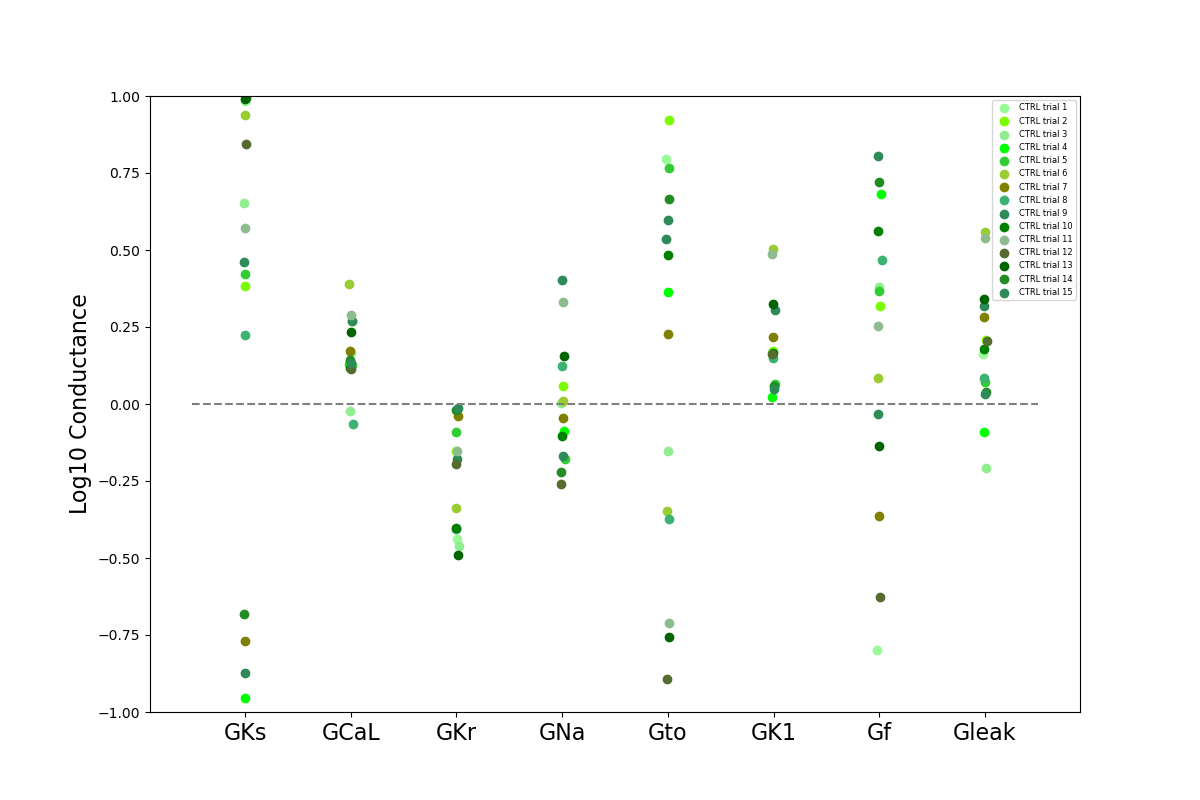 1.00
0.75
0.50
0.25
0.00
−0.25
−0.50
−0.75
−1.00
Log10 Conductance
GKs
GCaL
GKr
GNa
Gto
GK1
Gf
Gleak
CTRL trial 1
CTRL trial 2
CTRL trial 3
CTRL trial 4
CTRL trial 5
CTRL trial 6
CTRL trial 7
CTRL trial 8
CTRL trial 9
CTRL trial 10
CTRL trial 11
CTRL trial 12
CTRL trial 13
CTRL trial 14
CTRL trial 15